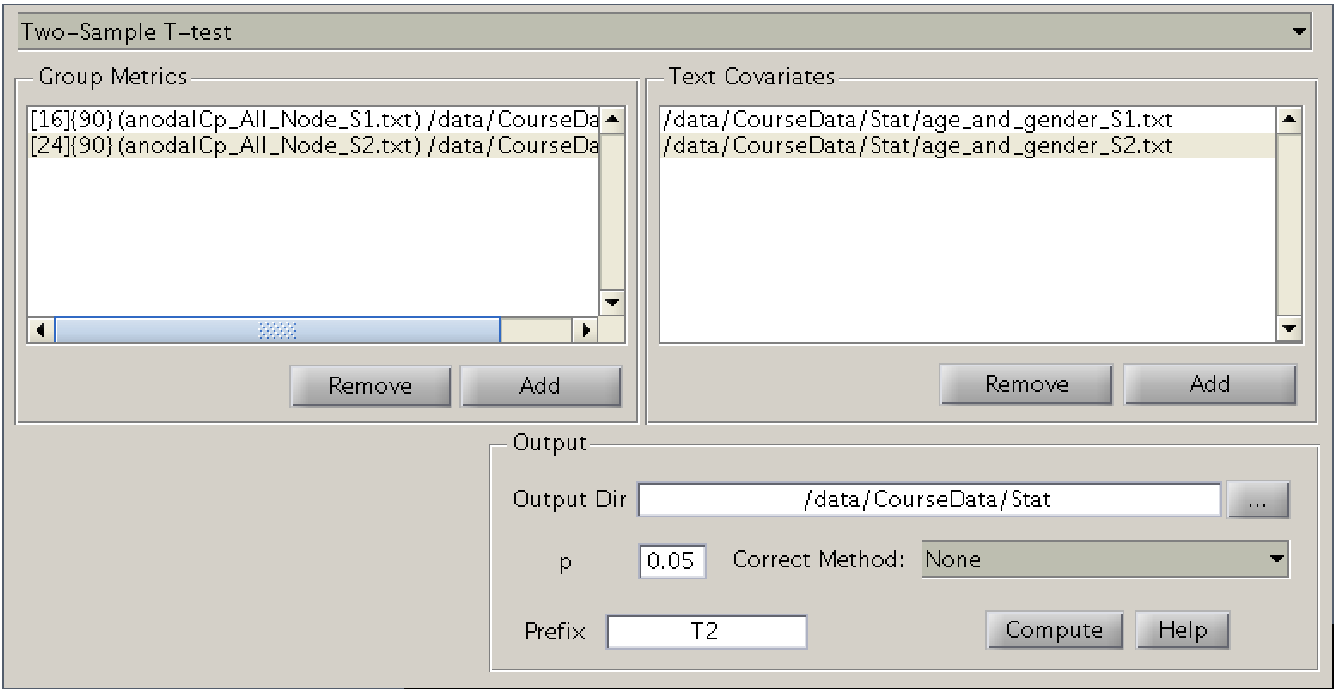 Two-Sample T-test
Group Metrics
[16]{90}(anodalCp_All_Node_S1.txt) /data/CourseDa
[24]{90}(anodalCp_All_Node_S2.txt) /data/CourseDa
Remove Add
Text Covariates
/data/CourseData/Stat/age_and_gender_S1.txt
/data/CourseData/Stat/age_and_gender_S2.txt
Remove Add
Output
Output Dir /data/CourseData/Stat ...
p 0.05 Correct Method: None
Prefix T2 Compute Help